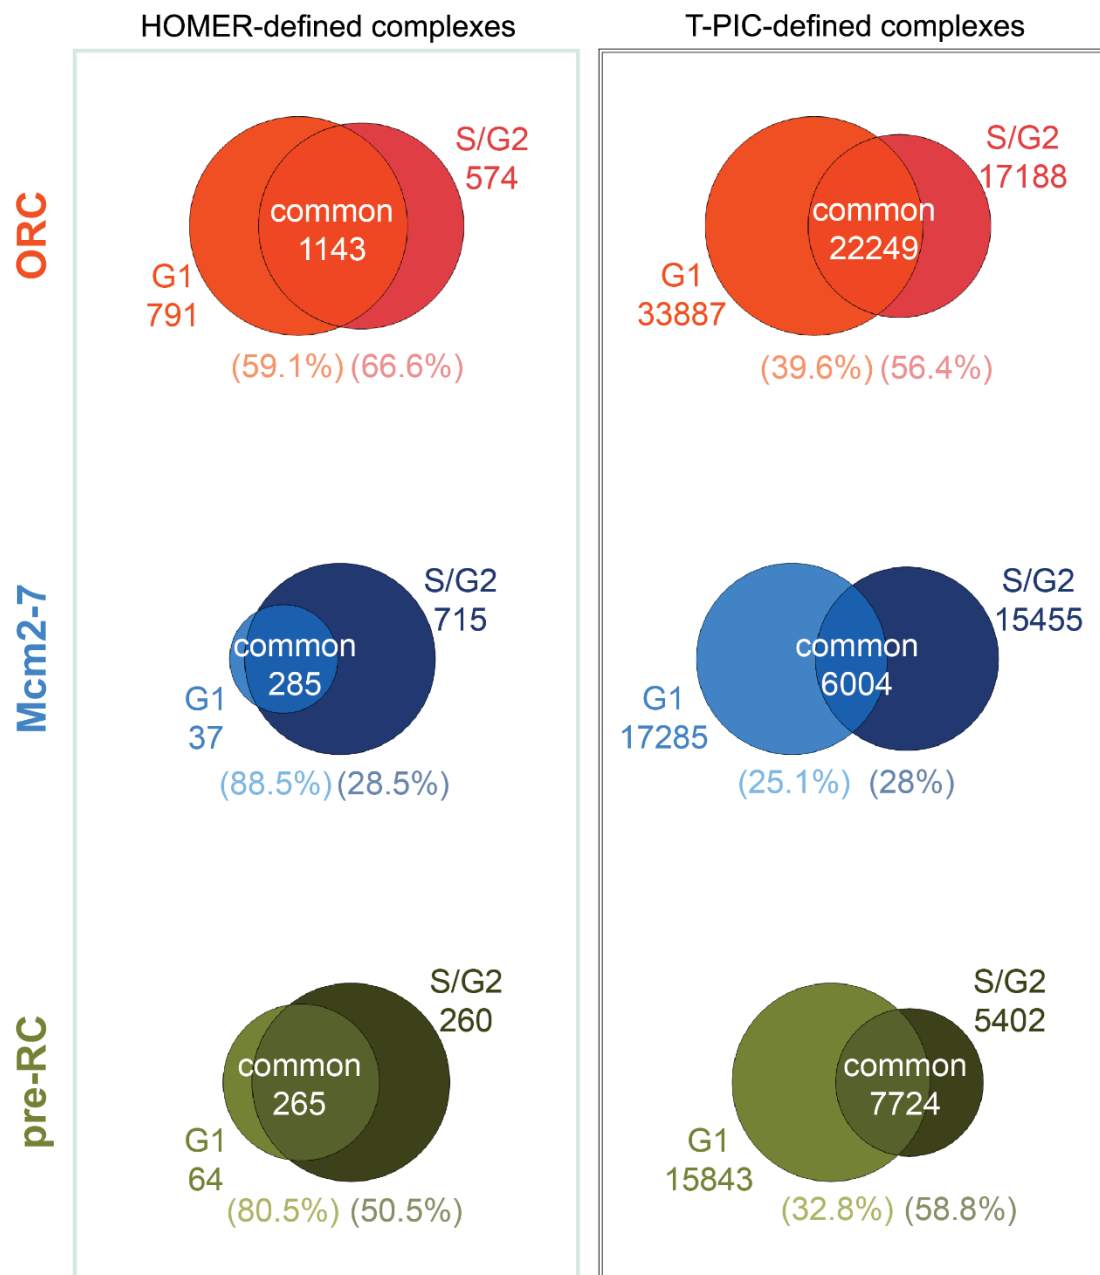 HOMER-defined complexes
T-PIC-defined complexes
ORC
S/G2
574
common
1143
G1
791
(59.1%) (66.6%)
S/G2
17188
common
22249
G1
33887
(39.6%) (56.4%)
Mcm2-7
S/G2
715
common
285
G1
37
(88.5%) (28.5%)
S/G2
15455
common
6004
G1
17285
(25.1%) (28%)
pre-RC
S/G2
260
common
265
G1
64
(80.5%) (50.5%)
S/G2
5402
common
7724
G1
15843
(32.8%) (58.8%)